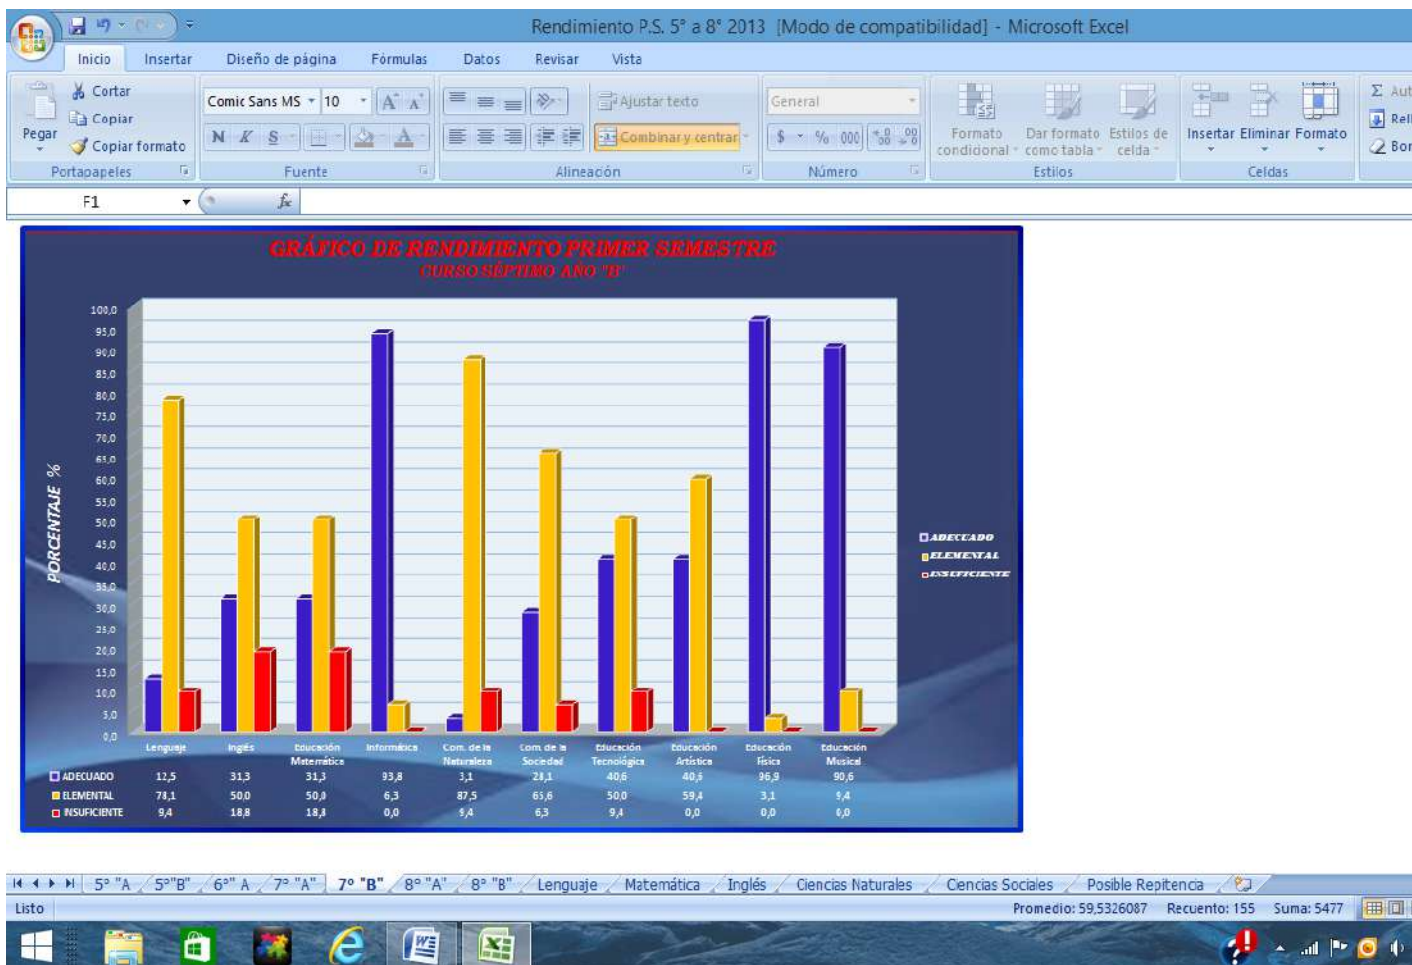 Rendimiento P.S. 5° a 8° 2013 [Modo de compatibilidad] - Microsoft Excel
Inicio Insertar Diseño de página Fórmulas Datos Revisar Vista
Pegar
Cortar
Copiar
Copiar formato
Portapapeles
Comic Sans MS 10
N K S
Fuente
Ajustar texto
Combinar y centrar
Alineación
General
$ % 000
Número
Formato condicional
Dar formato como tabla
Estilos de celda
Estilos
Insertar Eliminar Formato
Celdas
Σ Aut
Rell
Bor
F1 fx
GRÁFICO DE RENDIMIENTO PRIMER SEMESTRE
CURSO SÉPTIMO AÑO "B"
PORCENTAJE %
100,0
95,0
90,0
85,0
80,0
75,0
70,0
65,0
60,0
55,0
50,0
45,0
40,0
35,0
30,0
25,0
20,0
15,0
10,0
5,0
0,0
ADECUADO
ELEMENTAL
INSUFICIENTE
Lenguaje Inglés Educación Matemática Informática Com. de la Naturaleza Com. de la Sociedad Educación Tecnológica Educación Artística Educación Física Educación Musical
ADECUADO 12,5 31,3 31,3 93,8 3,1 28,1 40,6 40,6 96,9 90,6
ELEMENTAL 78,1 50,0 50,0 6,3 87,5 65,6 50,0 59,4 3,1 9,4
INSUFICIENTE 9,4 18,8 18,8 0,0 9,4 6,3 9,4 0,0 0,0 0,0
5° "A 5°"B" 6°" A 7° "A" 7° "B" 8° "A" 8° "B" Lenguaje Matemática Inglés Ciencias Naturales Ciencias Sociales Posible Repitencia
Listo Promedio: 59,5326087 Recuento: 155 Suma: 5477